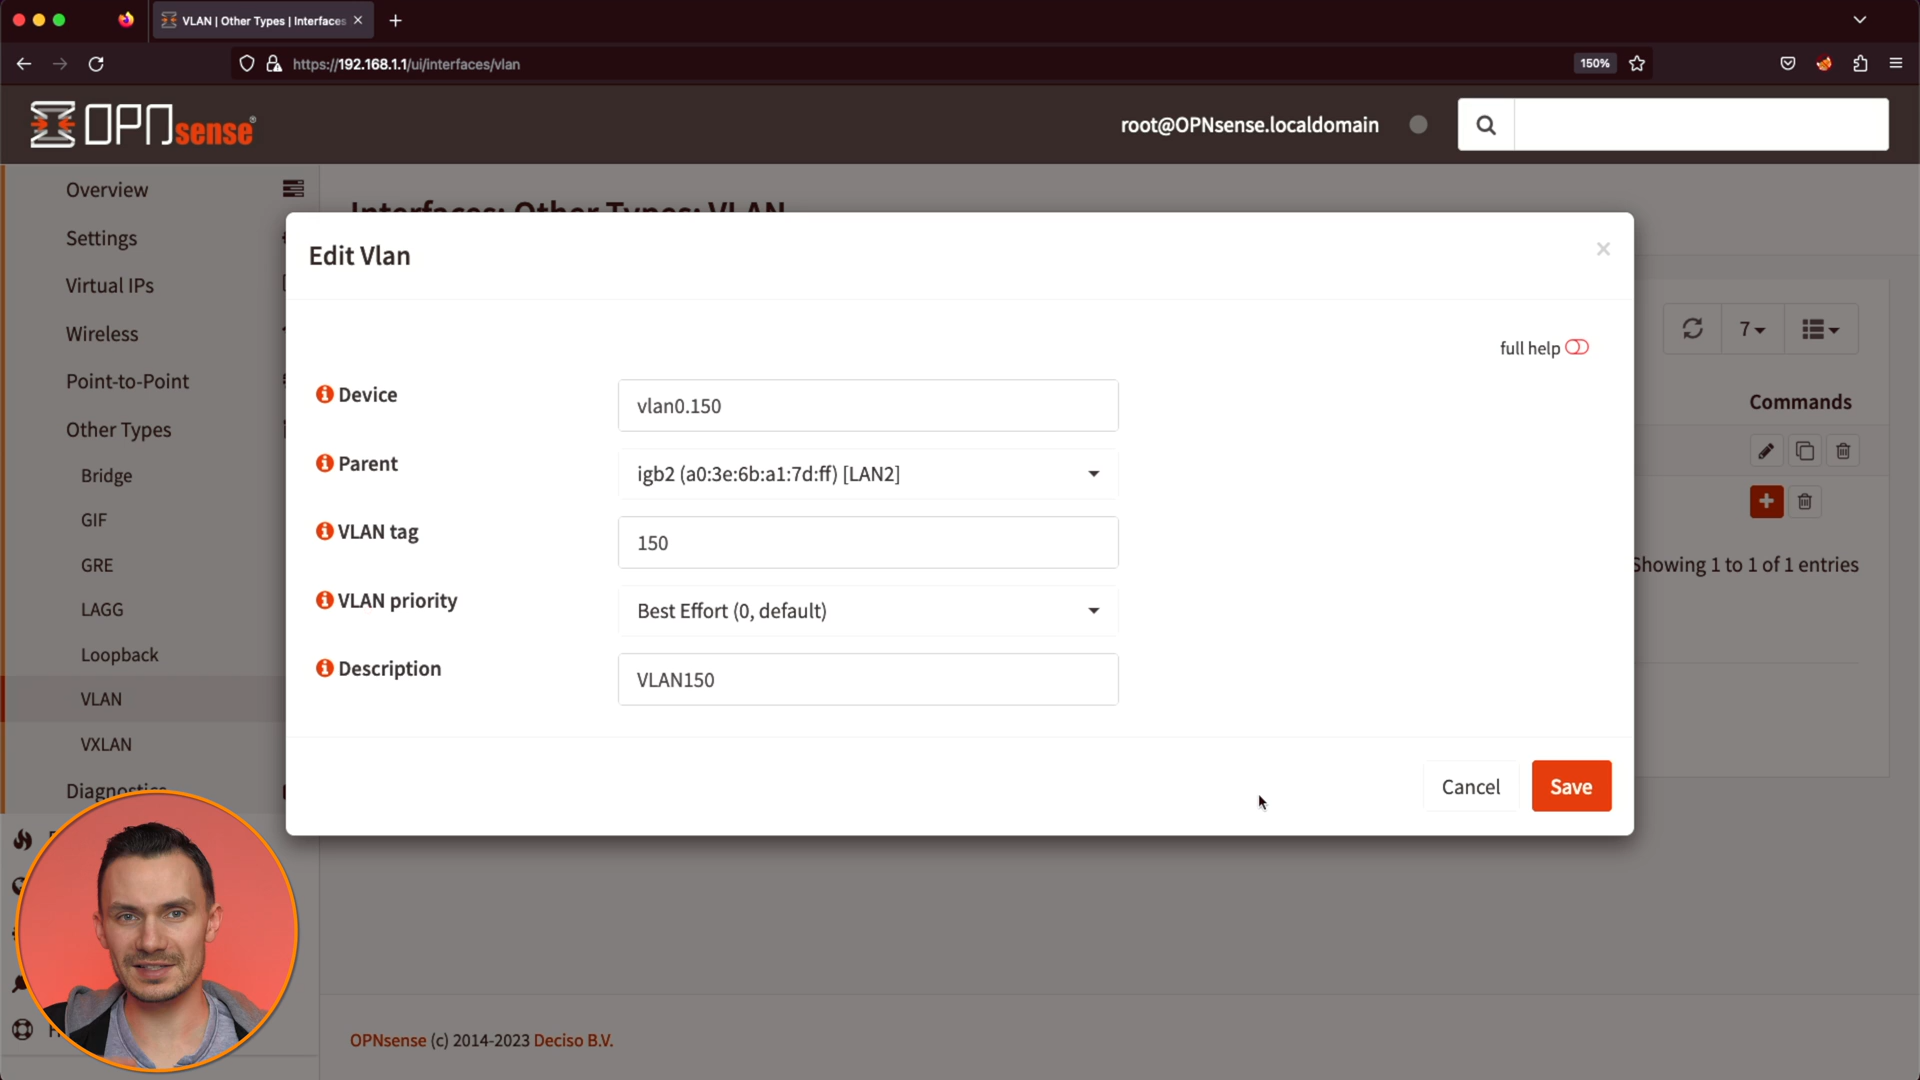 VLAN | Other Types | Interfaces
https://192.168.1.1/ui/interfaces/vlan
150%
OPNsense®
root@OPNsense.localdomain
Overview
Settings
Virtual IPs
Wireless
Point-to-Point
Other Types
Bridge
GIF
GRE
LAGG
Loopback
VLAN
VXLAN
Diagnostics
Interfaces: Other Types: VLAN
Edit Vlan
full help
Device
vlan0.150
Parent
igb2 (a0:3e:6b:a1:7d:ff) [LAN2]
VLAN tag
150
VLAN priority
Best Effort (0, default)
Description
VLAN150
Cancel
Save
7
Commands
Showing 1 to 1 of 1 entries
OPNsense (c) 2014-2023 Deciso B.V.